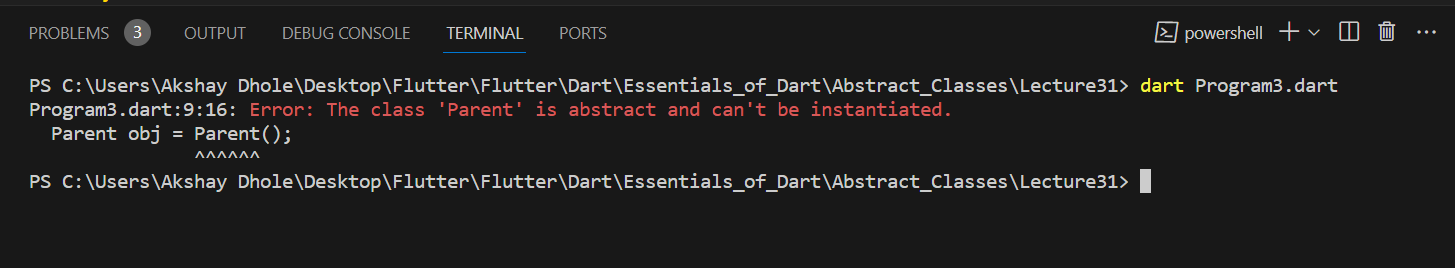 PROBLEMS 3 OUTPUT DEBUG CONSOLE TERMINAL PORTS powershell
PS C:\Users\Akshay Dhole\Desktop\Flutter\Flutter\Dart\Essentials_of_Dart\Abstract_Classes\Lecture31> dart Program3.dart
Program3.dart:9:16: Error: The class 'Parent' is abstract and can't be instantiated.
  Parent obj = Parent();
               ^^^^^^
PS C:\Users\Akshay Dhole\Desktop\Flutter\Flutter\Dart\Essentials_of_Dart\Abstract_Classes\Lecture31>